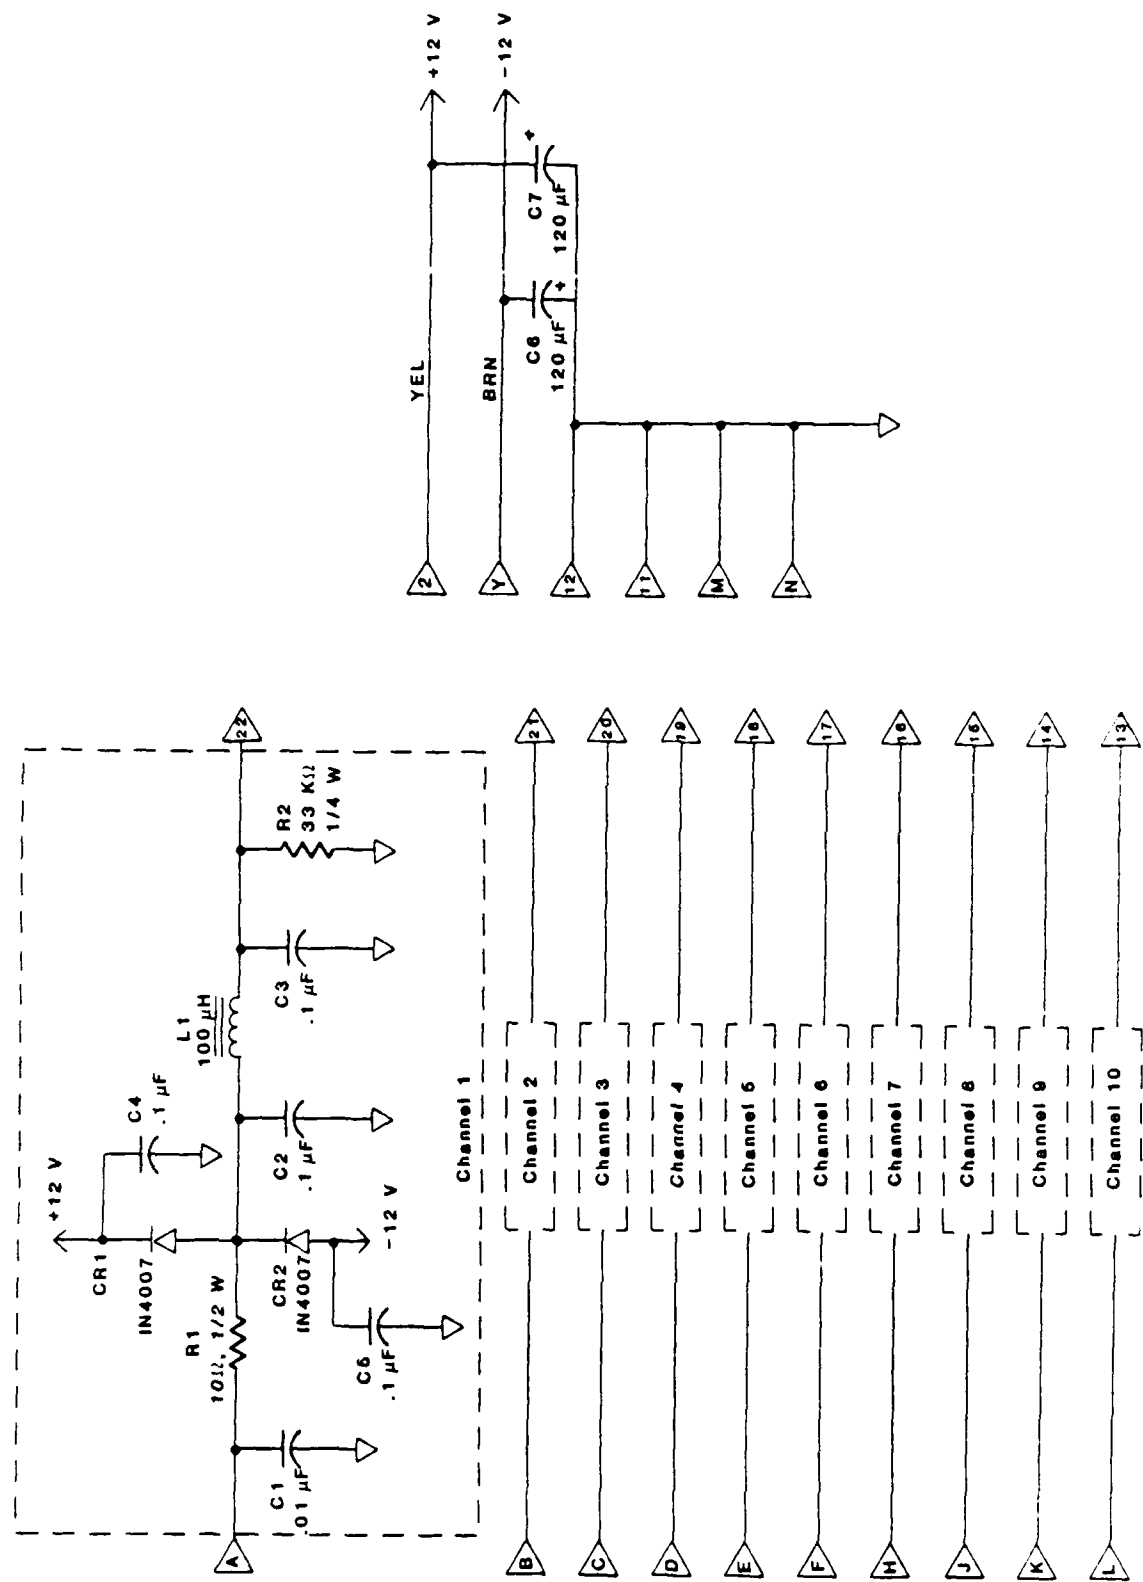 +12 V
CR1
IN4007
C4
.1 µF
R1
10Ω, 1/2 W
L1
100 µH
A
22
C1
.01 µF
CR2
IN4007
-12 V
C5
.1 µF
C2
.1 µF
C3
.1 µF
R2
33 KΩ
1/4 W
Channel 1
B
Channel 2
21
C
Channel 3
20
D
Channel 4
19
E
Channel 5
18
F
Channel 6
17
H
Channel 7
16
J
Channel 8
15
K
Channel 9
14
L
Channel 10
13
2
YEL
+12 V
Y
BRN
-12 V
C6
120 µF
+
C7
120 µF
+
12
11
M
N